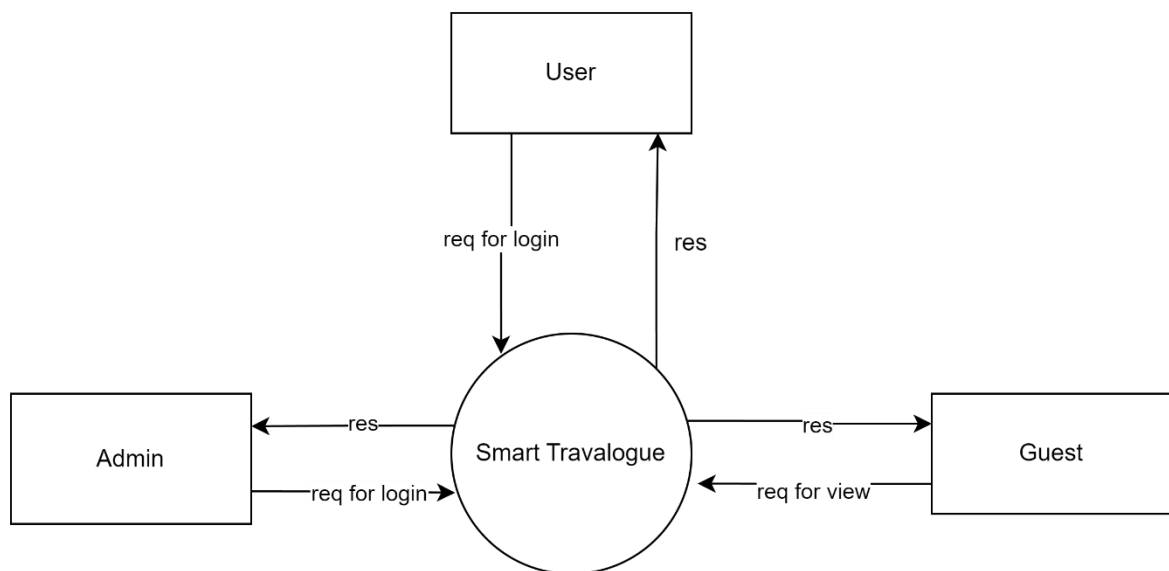 User
req for login
res
Admin
res
req for login
Smart Travalogue
res
req for view
Guest